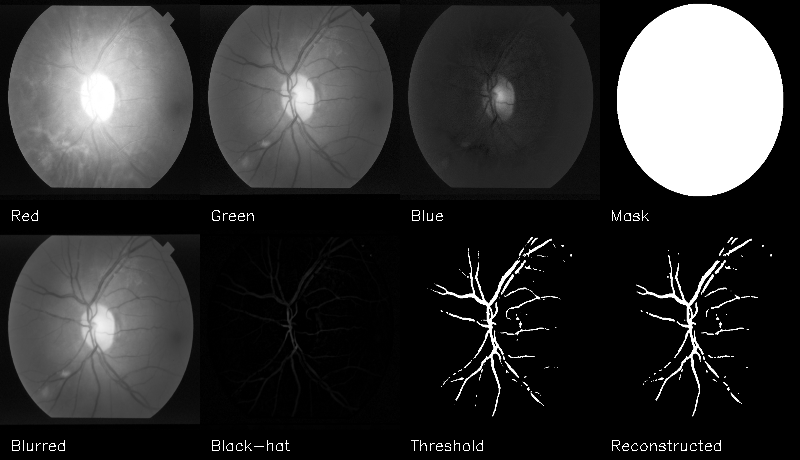 Red
Green
Blue
Mask
Blurred
Black-hat
Threshold
Reconstructed